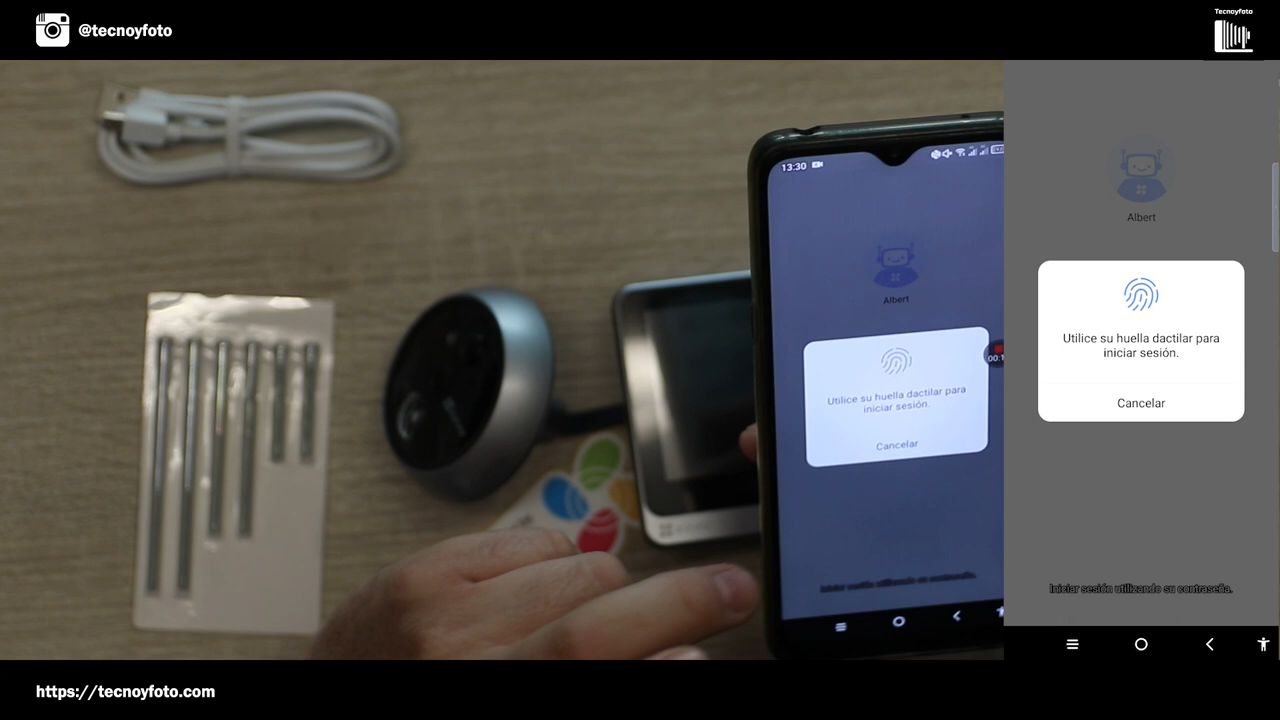 @tecnoyfoto
Tecnoyfoto
13:30
Albert
Utilice su huella dactilar para
iniciar sesión.
Cancelar
Albert
Utilice su huella dactilar para
iniciar sesión.
Cancelar
Iniciar sesión utilizando su contraseña.
https://tecnoyfoto.com